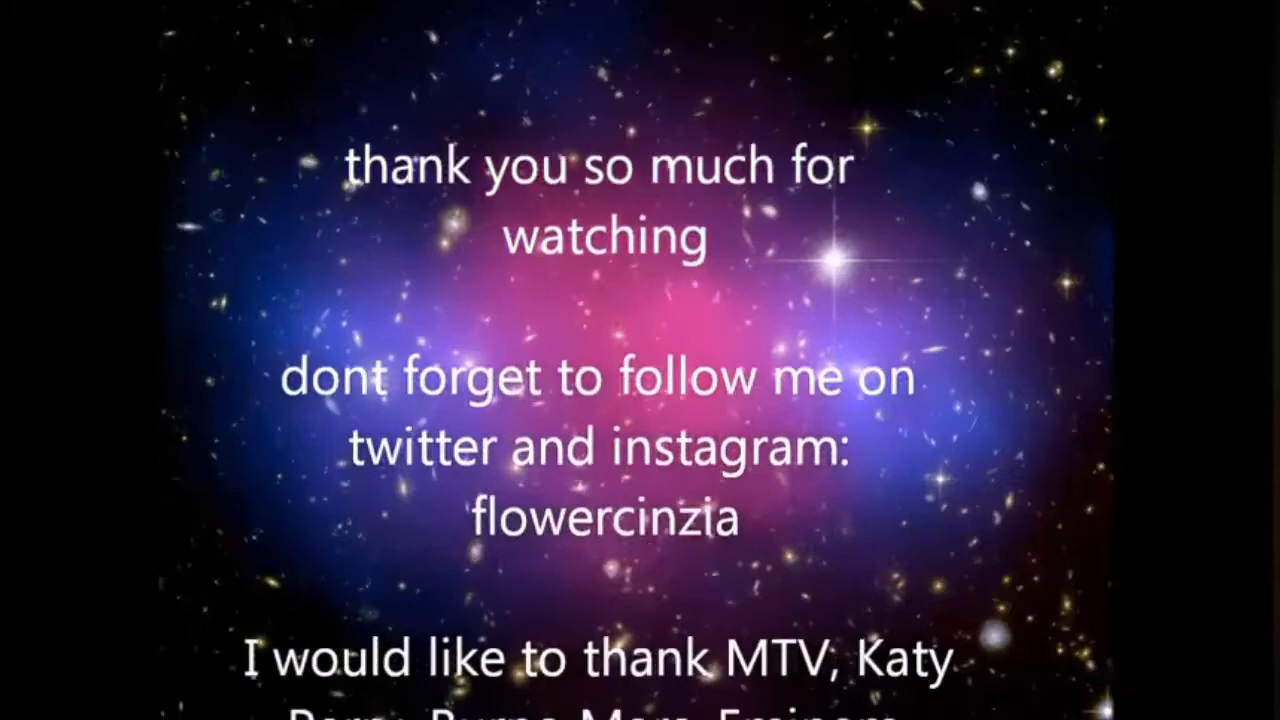 thank you so much for
watching
dont forget to follow me on
twitter and instagram:
flowercinzia
I would like to thank MTV, Katy